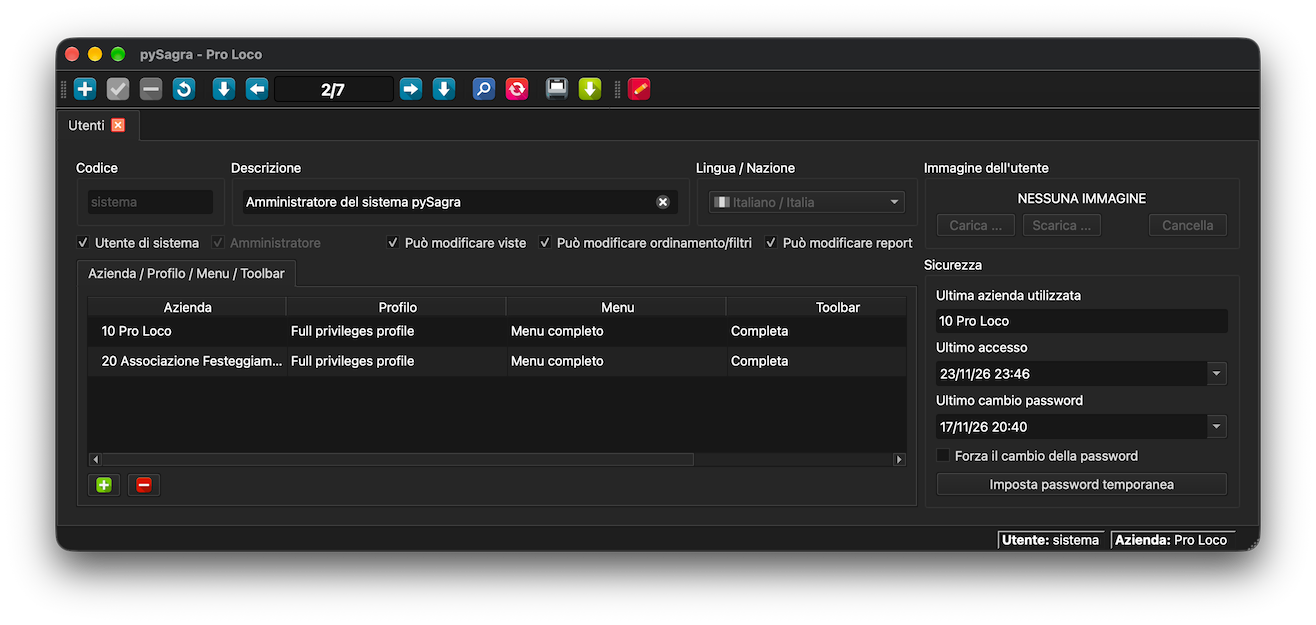 pySagra - Pro Loco
2/7
Utenti
Codice
Descrizione
Lingua / Nazione
Immagine dell'utente
sistema
Amministratore del sistema pySagra
Italiano / Italia
NESSUNA IMMAGINE
Carica ...
Scarica ...
Cancella
Utente di sistema
Amministratore
Può modificare viste
Può modificare ordinamento/filtri
Può modificare report
Sicurezza
Azienda / Profilo / Menu / Toolbar
Azienda Profilo Menu Toolbar
10 Pro Loco Full privileges profile Menu completo Completa
20 Associazione Festeggiam... Full privileges profile Menu completo Completa
Ultima azienda utilizzata
10 Pro Loco
Ultimo accesso
23/11/26 23:46
Ultimo cambio password
17/11/26 20:40
Forza il cambio della password
Imposta password temporanea
Utente: sistema
Azienda: Pro Loco